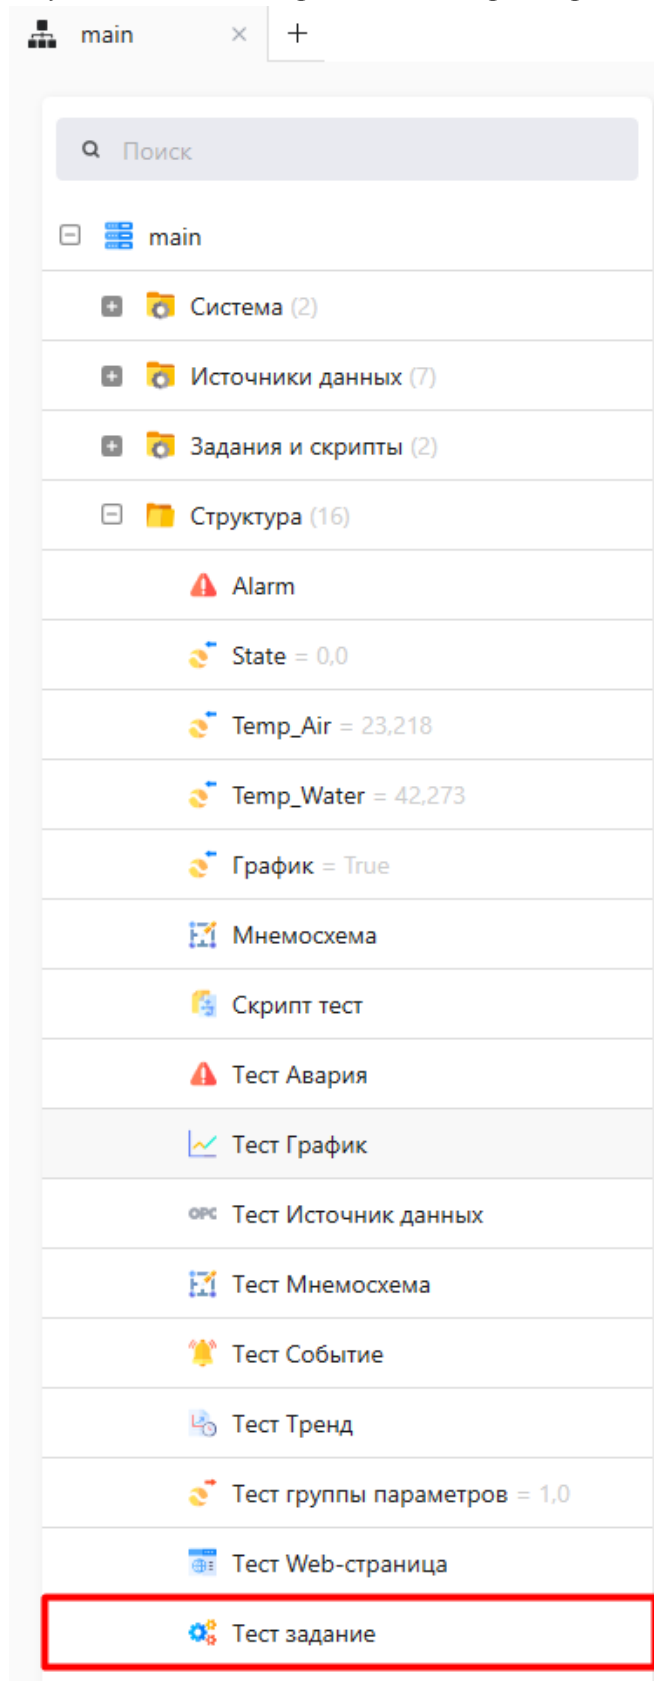 main × +
Поиск
main
Система (2)
Источники данных (7)
Задания и скрипты (2)
Структура (16)
Alarm
State = 0,0
Temp_Air = 23,218
Temp_Water = 42,273
График = True
Мнемосхема
Скрипт тест
Тест Авария
Тест График
OPC Тест Источник данных
Тест Мнемосхема
Тест Событие
Тест Тренд
Тест группы параметров = 1,0
Тест Web-страница
Тест задание